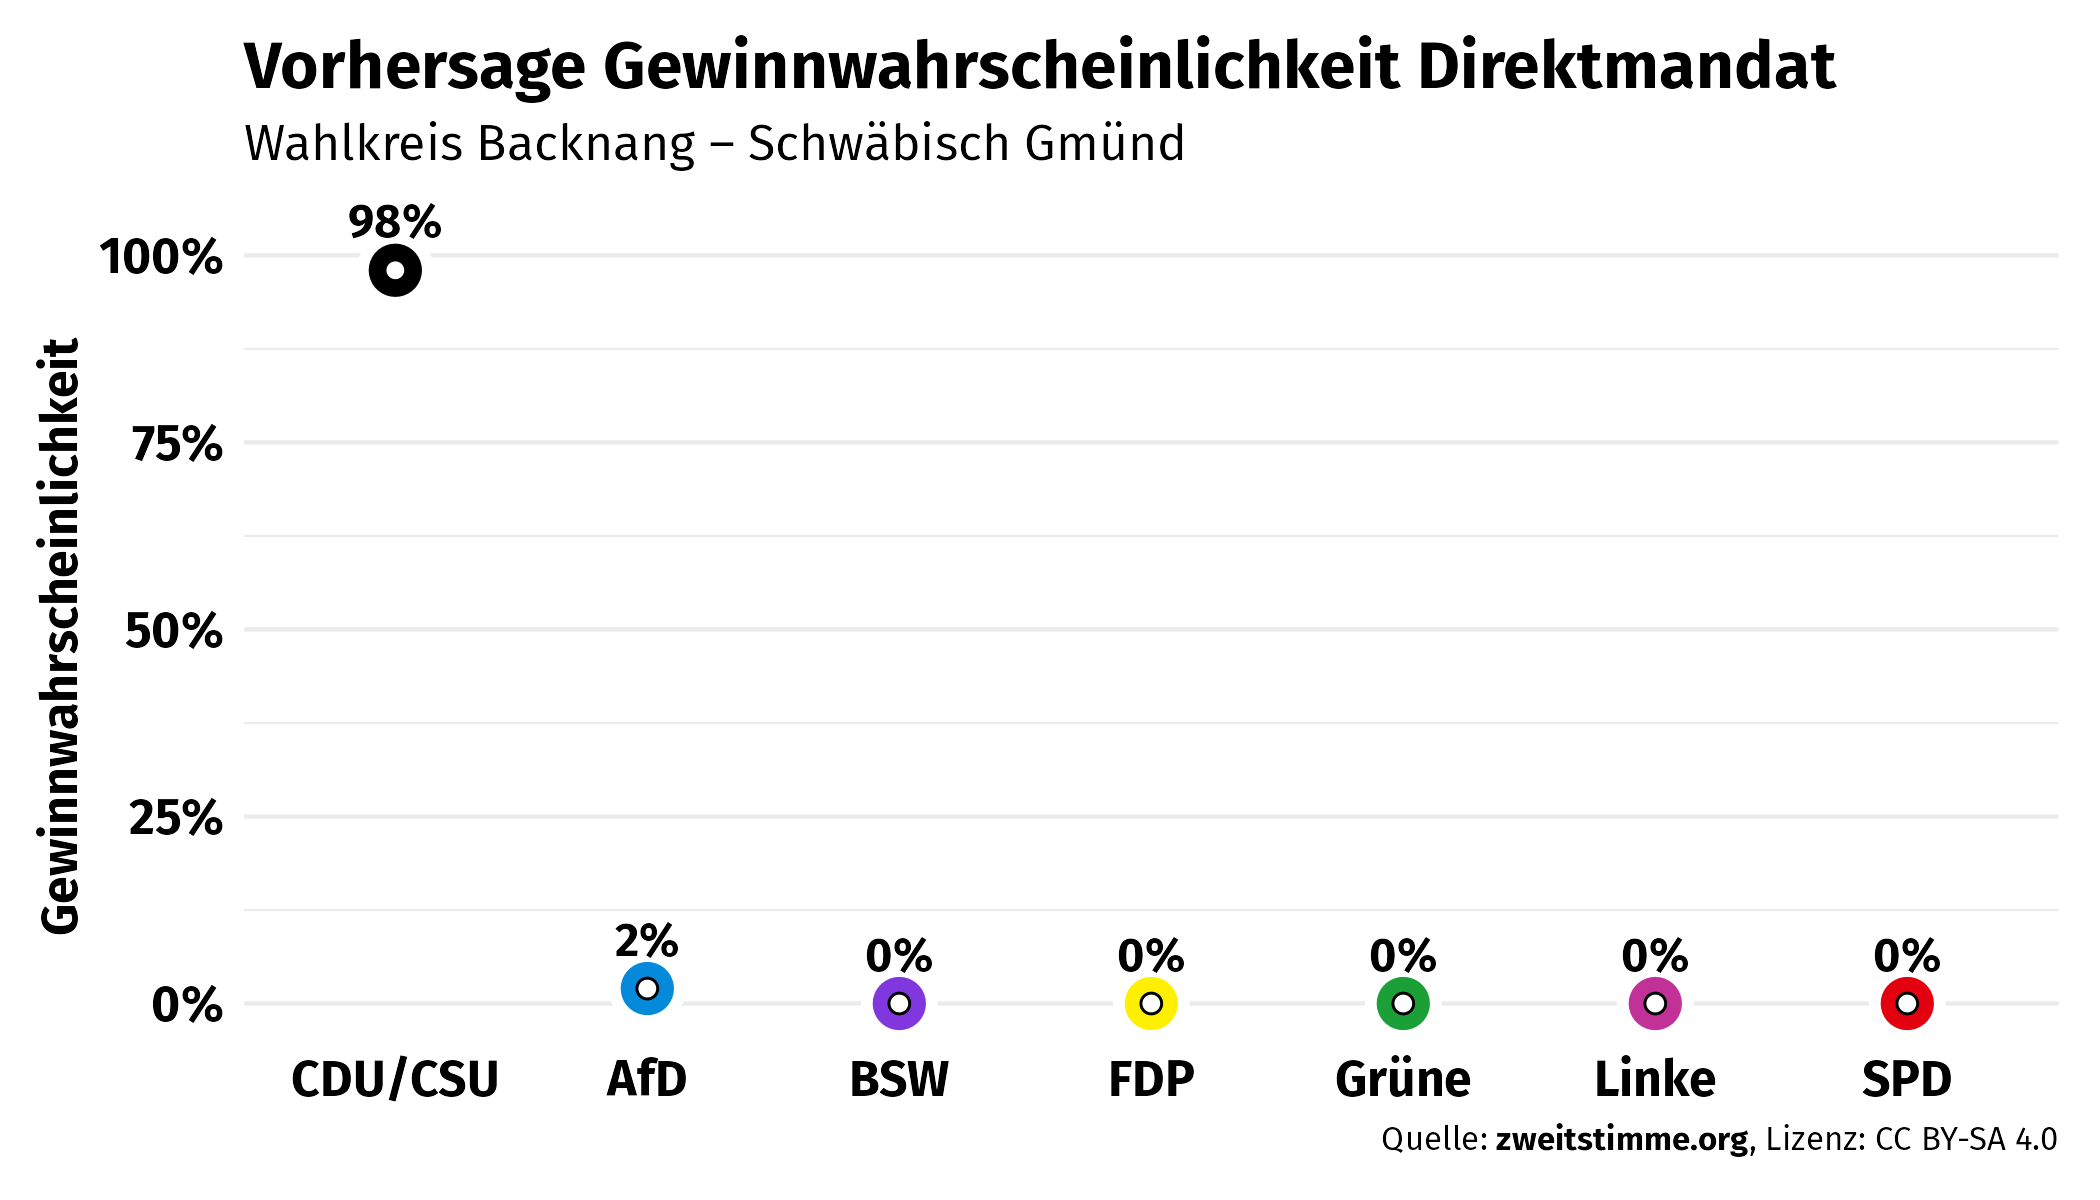 Vorhersage Gewinnwahrscheinlichkeit Direktmandat
Wahlkreis Backnang – Schwäbisch Gmünd
Gewinnwahrscheinlichkeit
100%
75%
50%
25%
0%
98%
2%
0%
0%
0%
0%
0%
CDU/CSU
AfD
BSW
FDP
Grüne
Linke
SPD
Quelle: zweitstimme.org, Lizenz: CC BY-SA 4.0